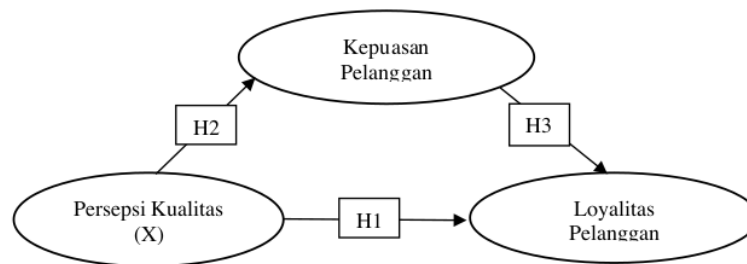 Kepuasan
Pelanggan
H2
H3
Persepsi Kualitas
(X)
H1
Loyalitas
Pelanggan